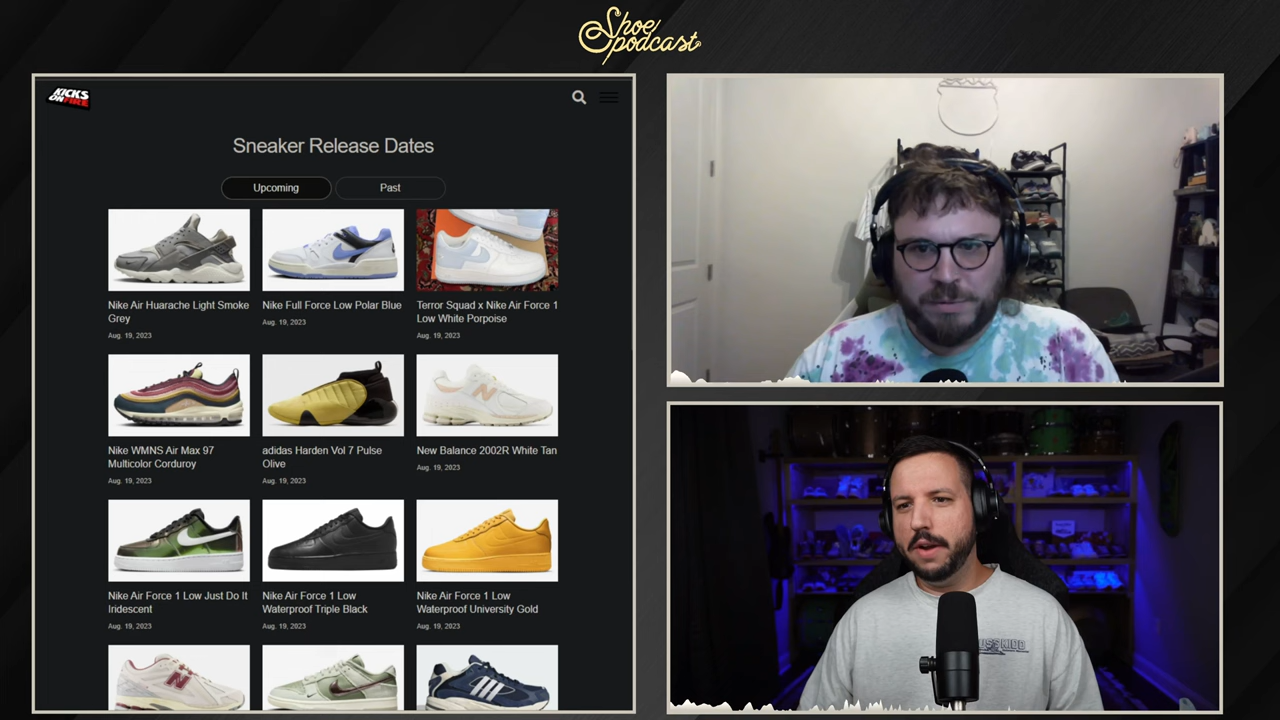 Shoe
podcast
KICKS
ON FIRE
Sneaker Release Dates
Upcoming
Past
Nike Air Huarache Light Smoke
Grey
Aug. 19, 2023
Nike Full Force Low Polar Blue
Aug. 19, 2023
Terror Squad x Nike Air Force 1
Low White Porpoise
Aug. 19, 2023
Nike WMNS Air Max 97
Multicolor Corduroy
Aug. 19, 2023
adidas Harden Vol 7 Pulse
Olive
Aug. 19, 2023
New Balance 2002R White Tan
Aug. 19, 2023
Nike Air Force 1 Low Just Do It
Iridescent
Aug. 19, 2023
Nike Air Force 1 Low
Waterproof Triple Black
Aug. 19, 2023
Nike Air Force 1 Low
Waterproof University Gold
Aug. 19, 2023